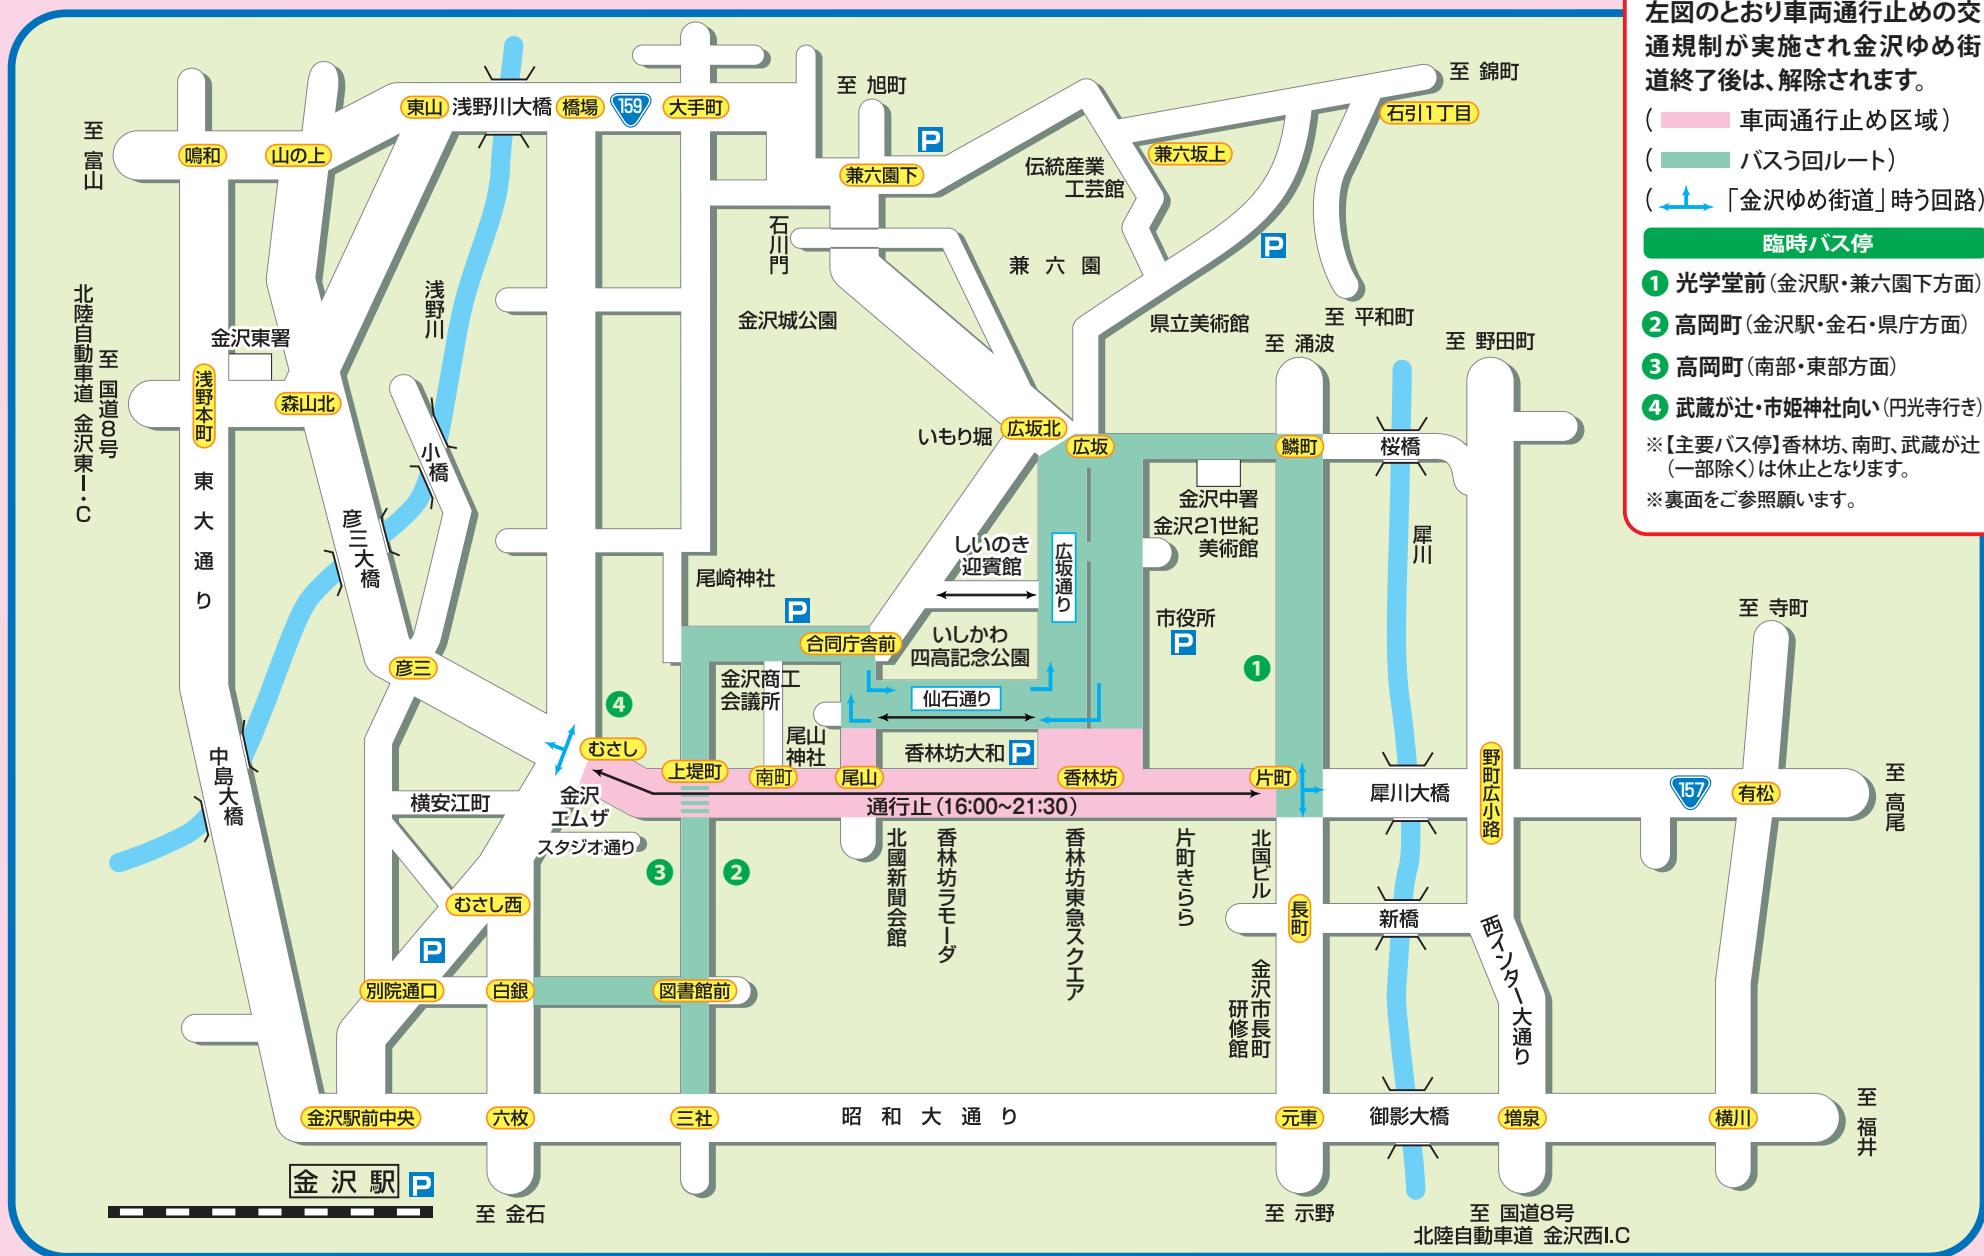 左図のとおり車両通行止めの交
通規制が実施され金沢ゆめ街
道終了後は、解除されます。
( 車両通行止め区域)
( バスう回ルート)
( 「金沢ゆめ街道」時う回路)
臨時バス停
1 光学堂前(金沢駅・兼六園下方面)
2 高岡町(金沢駅・金石・県庁方面)
3 高岡町(南部・東部方面)
4 武蔵が辻・市姫神社向い(円光寺行き)
※【主要バス停】香林坊、南町、武蔵が辻
(一部除く)は休止となります。
※裏面をご参照願います。
至 富山
鳴和
山の上
東山
浅野川大橋
橋場
159
大手町
至 旭町
P
兼六園下
伝統産業
工芸館
兼六坂上
至 錦町
石引1丁目
石川門
兼六園
P
浅野川
金沢城公園
県立美術館
至 平和町
至 涌波
至 野田町
北陸自動車道 金沢東I・C
至 国道8号
金沢東署
浅野本町
森山北
小橋
いもり堀
広坂北
広坂
鱗町
桜橋
東大通り
彦三大橋
金沢中署
金沢21世紀
美術館
犀川
しいのき
迎賓館
広坂通り
尾崎神社
P
合同庁舎前
いしかわ
四高記念公園
市役所
P
至 寺町
彦三
1
金沢商工
会議所
仙石通り
4
尾山
神社
香林坊大和
P
むさし
上堤町
南町
尾山
香林坊
片町
中島大橋
横安江町
金沢
エムザ
通行止(16:00~21:30)
犀川大橋
野町広小路
157
有松
至 高尾
スタジオ通り
3
2
北國新聞会館
香林坊ラモーダ
香林坊東急スクエア
片町きらら
北国ビル
むさし西
長町
新橋
西インター大通り
P
別院通口
白銀
図書館前
金沢市長町
研修館
金沢駅前中央
六枚
三社
昭和大通り
元車
御影大橋
増泉
横川
至 福井
金沢駅
P
至 金石
至 示野
至 国道8号
北陸自動車道 金沢西I.C